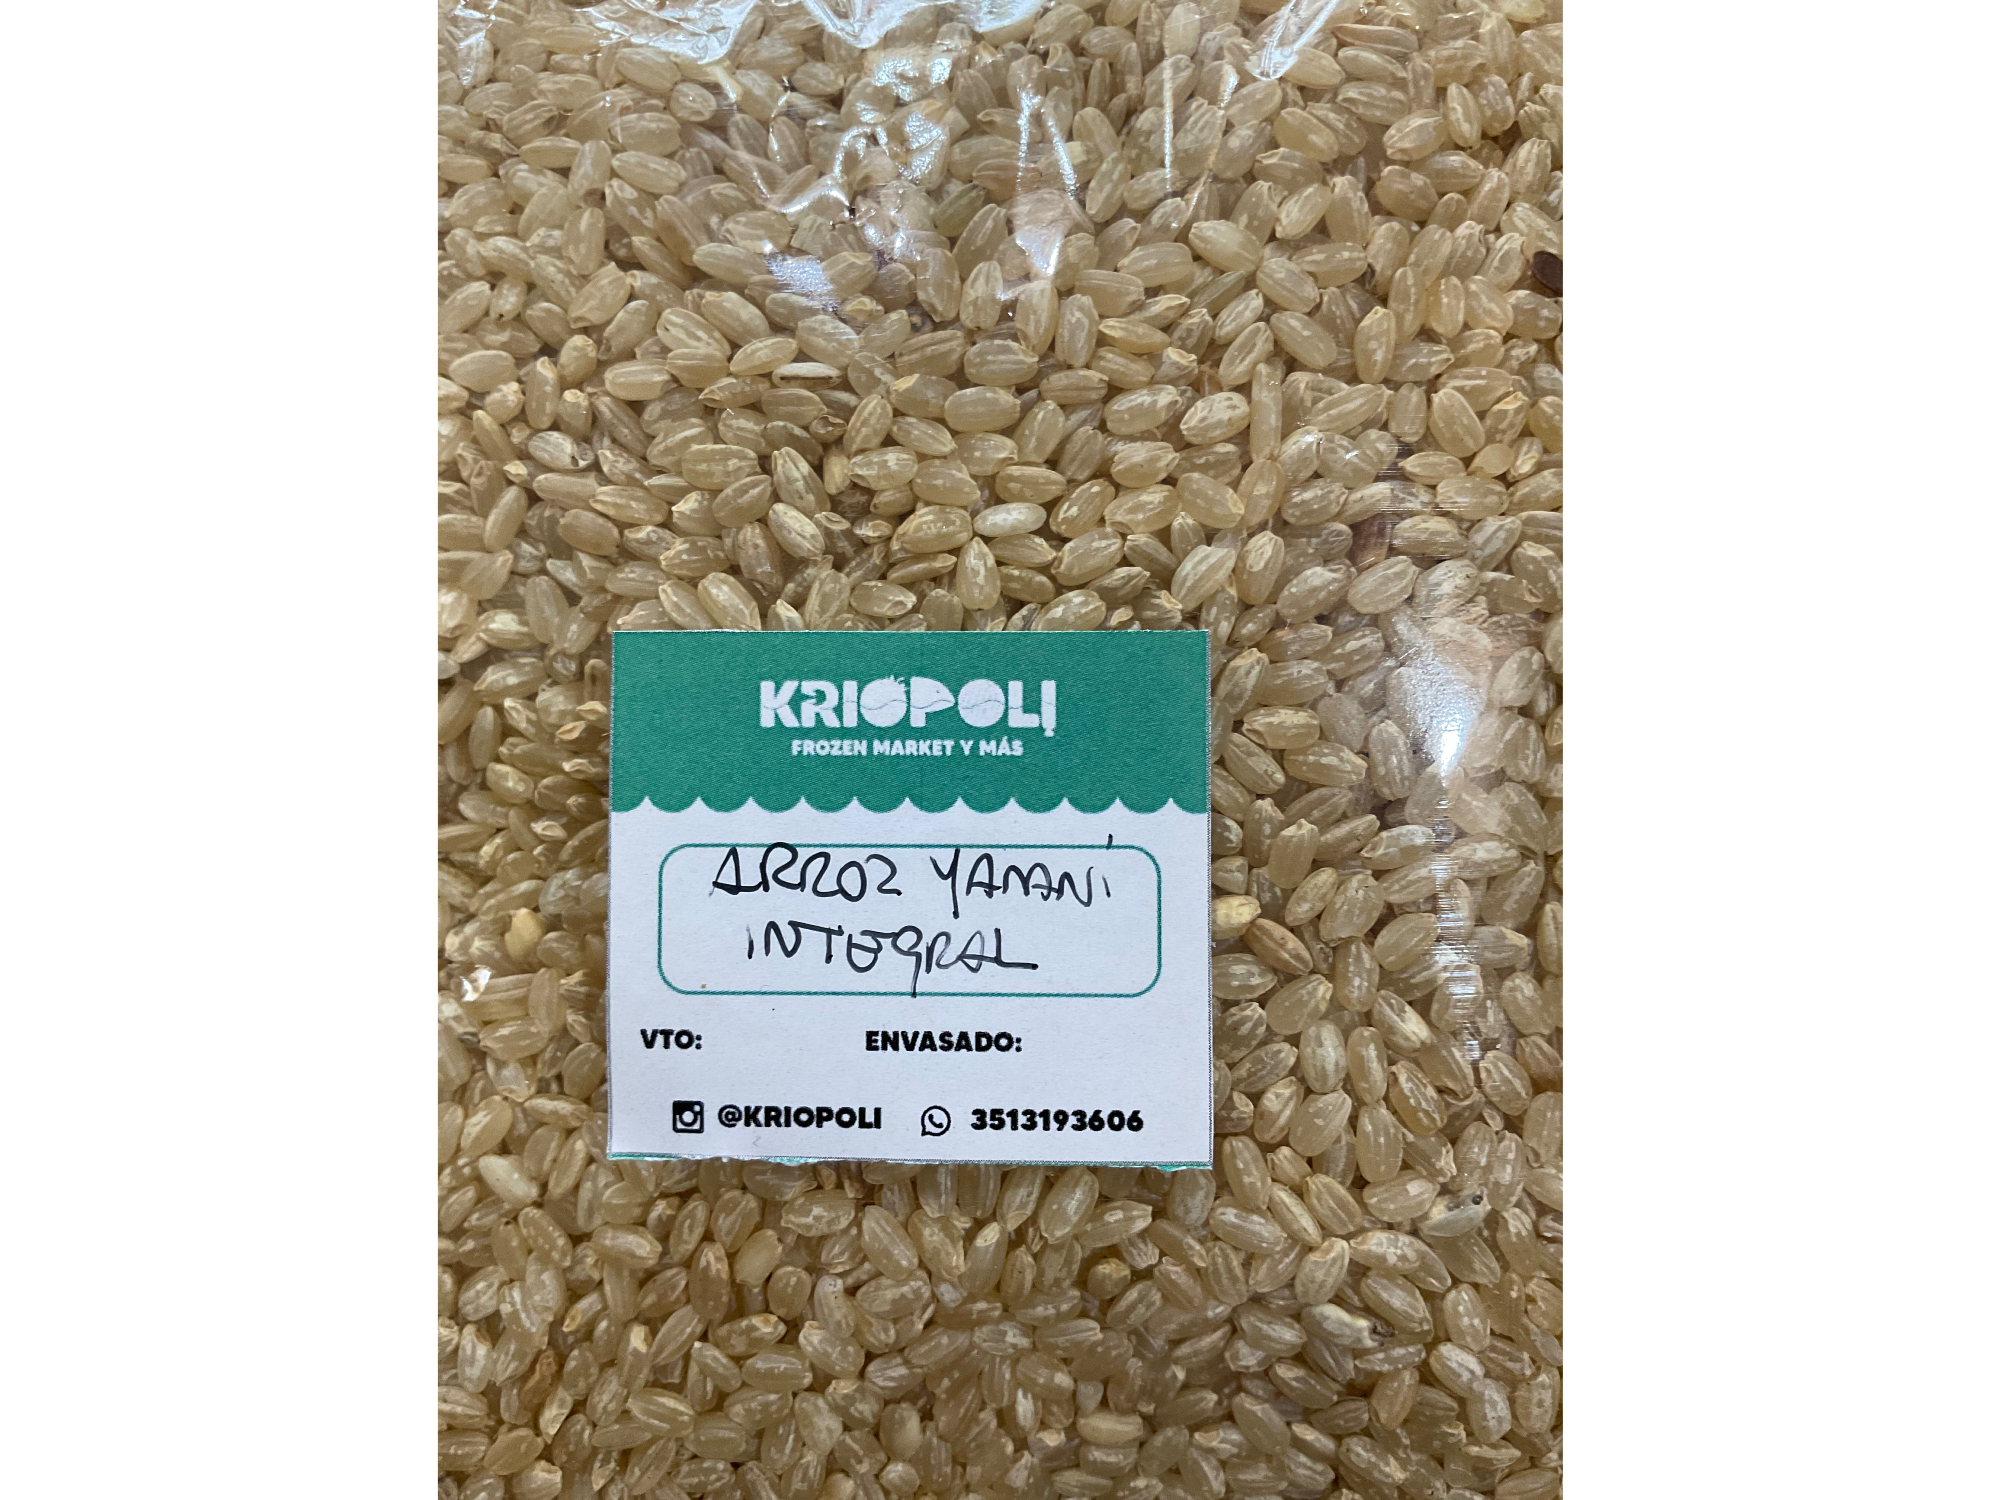 KRIOPOLI
FROZEN MARKET Y MÁS
ARROZ YAMANÍ
INTEGRAL
VTO: ENVASADO:
@KRIOPOLI 3513193606